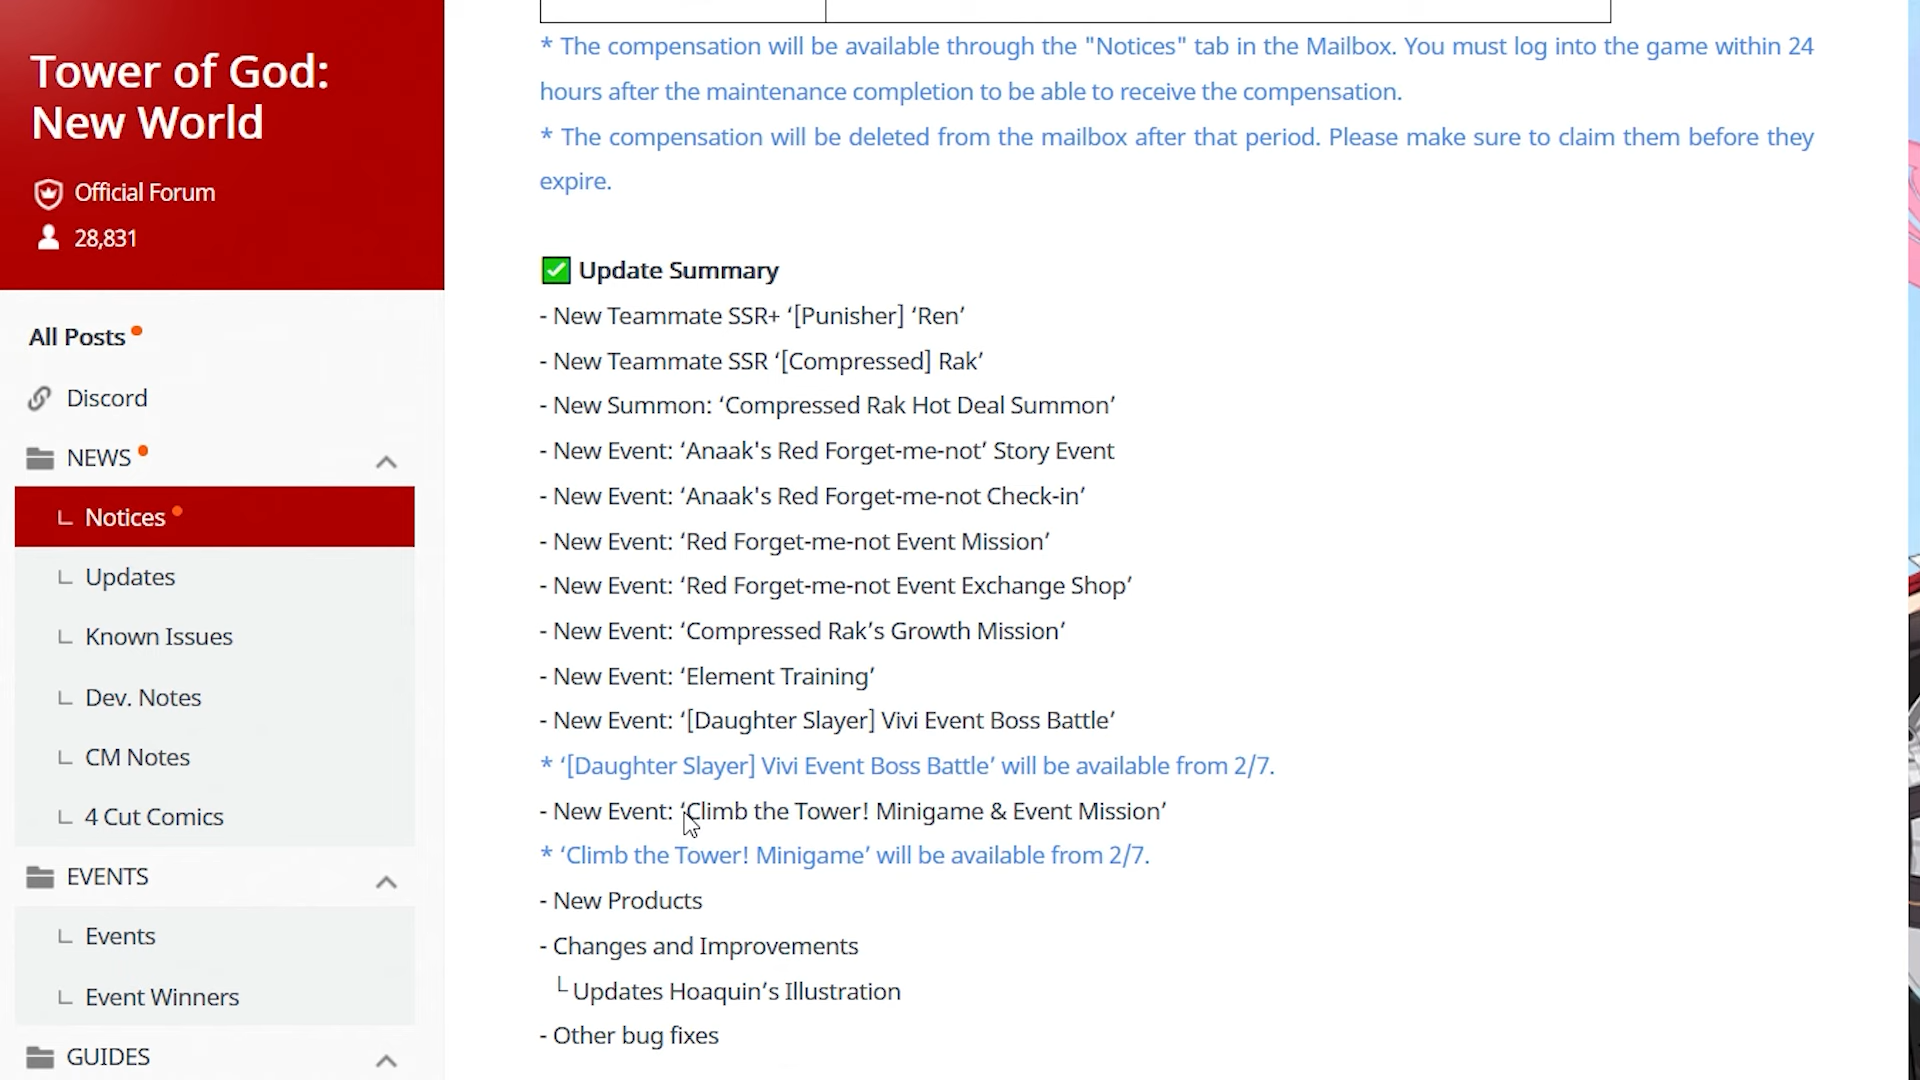 Tower of God:
New World
Official Forum
28,831
All Posts
Discord
NEWS
Notices
Updates
Known Issues
Dev. Notes
CM Notes
4 Cut Comics
EVENTS
Events
Event Winners
GUIDES
* The compensation will be available through the "Notices" tab in the Mailbox. You must log into the game within 24
hours after the maintenance completion to be able to receive the compensation.
* The compensation will be deleted from the mailbox after that period. Please make sure to claim them before they
expire.
✅ Update Summary
- New Teammate SSR+ ‘[Punisher] ‘Ren’
- New Teammate SSR ‘[Compressed] Rak’
- New Summon: ‘Compressed Rak Hot Deal Summon’
- New Event: ‘Anaak's Red Forget-me-not’ Story Event
- New Event: ‘Anaak's Red Forget-me-not Check-in’
- New Event: ‘Red Forget-me-not Event Mission’
- New Event: ‘Red Forget-me-not Event Exchange Shop’
- New Event: ‘Compressed Rak’s Growth Mission’
- New Event: ‘Element Training’
- New Event: ‘[Daughter Slayer] Vivi Event Boss Battle’
* ‘[Daughter Slayer] Vivi Event Boss Battle’ will be available from 2/7.
- New Event: ‘Climb the Tower! Minigame & Event Mission’
* ‘Climb the Tower! Minigame’ will be available from 2/7.
- New Products
- Changes and Improvements
└ Updates Hoaquin’s Illustration
- Other bug fixes